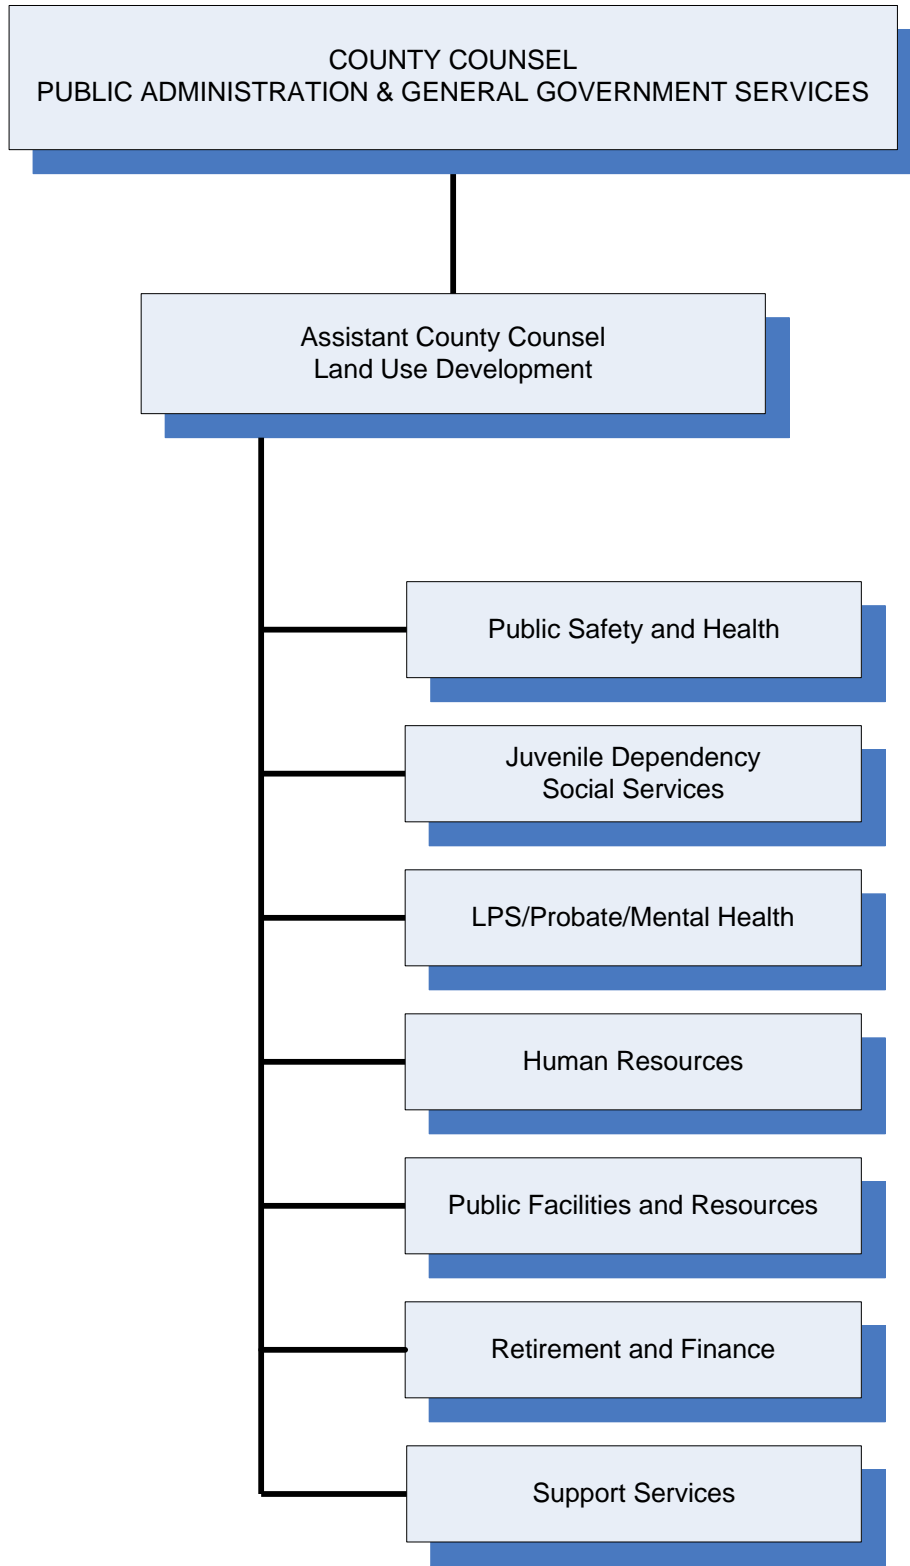 COUNTY COUNSEL
PUBLIC ADMINISTRATION & GENERAL GOVERNMENT SERVICES
Assistant County Counsel
Land Use Development
Public Safety and Health
Juvenile Dependency
Social Services
LPS/Probate/Mental Health
Human Resources
Public Facilities and Resources
Retirement and Finance
Support Services